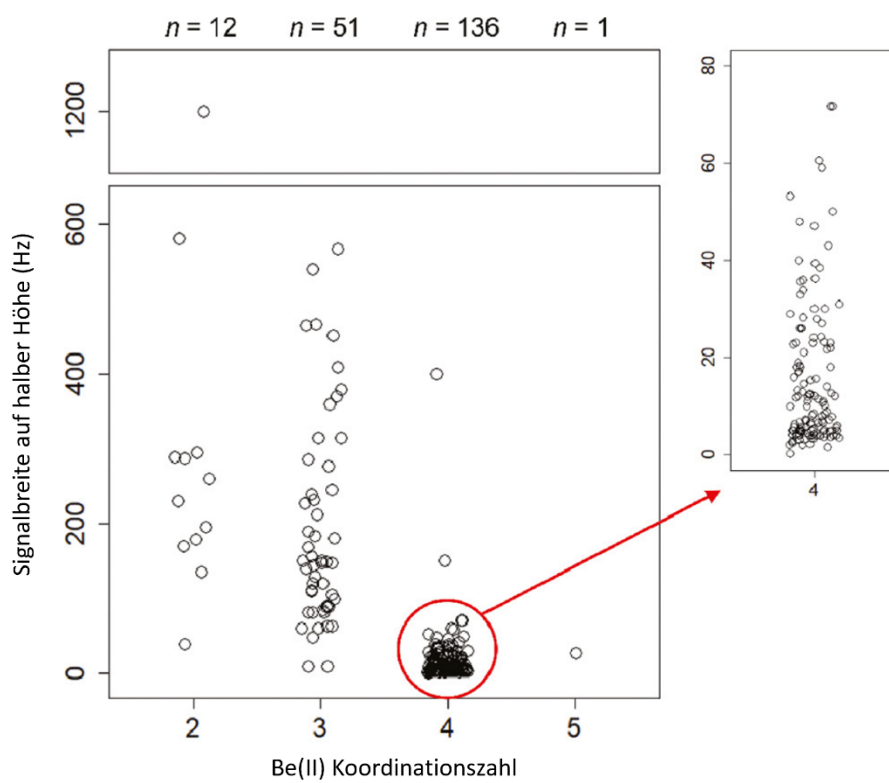 n = 12 n = 51 n = 136 n = 1
1200
600
400
200
0
Signalbreite auf halber Höhe (Hz)
2 3 4 5
Be(II) Koordinationszahl
80
60
40
20
0
4